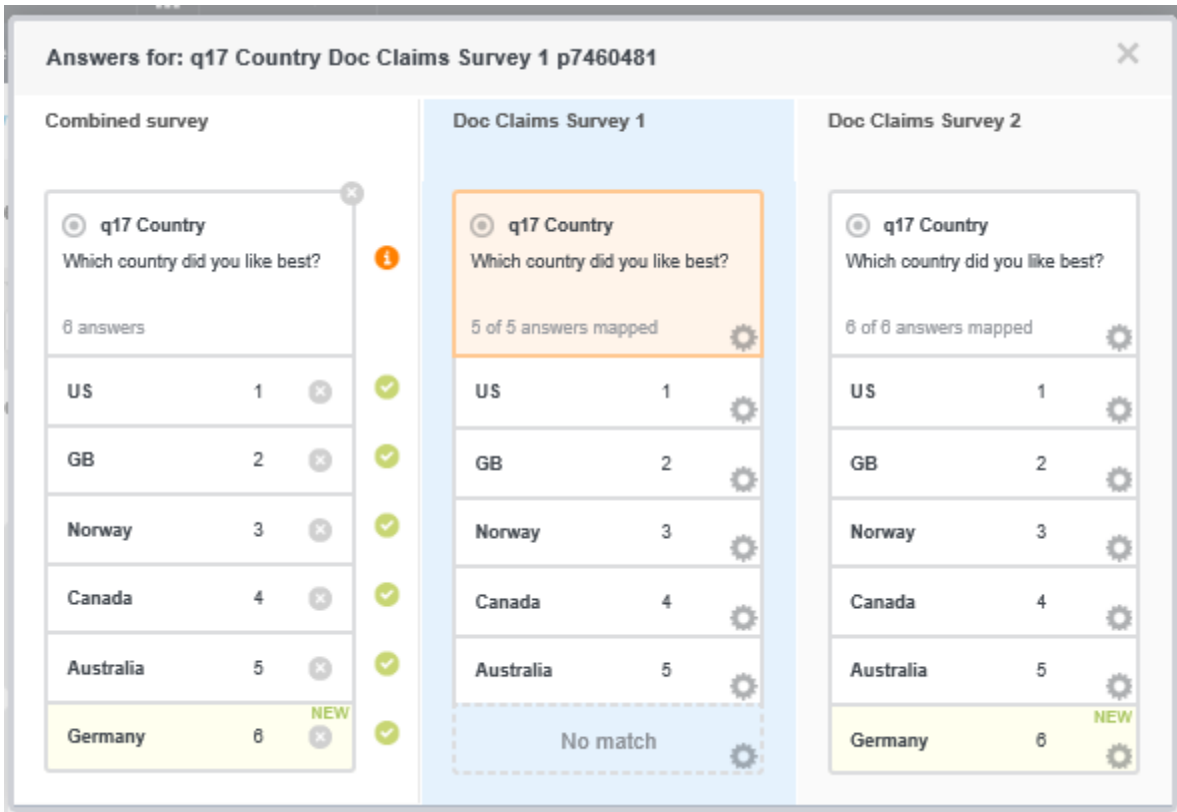 Answers for: q17 Country Doc Claims Survey 1 p7460481
Combined survey
q17 Country
Which country did you like best?
6 answers
US 1
GB 2
Norway 3
Canada 4
Australia 5
NEW
Germany 6
Doc Claims Survey 1
q17 Country
Which country did you like best?
5 of 5 answers mapped
US 1
GB 2
Norway 3
Canada 4
Australia 5
No match
Doc Claims Survey 2
q17 Country
Which country did you like best?
6 of 6 answers mapped
US 1
GB 2
Norway 3
Canada 4
Australia 5
NEW
Germany 6